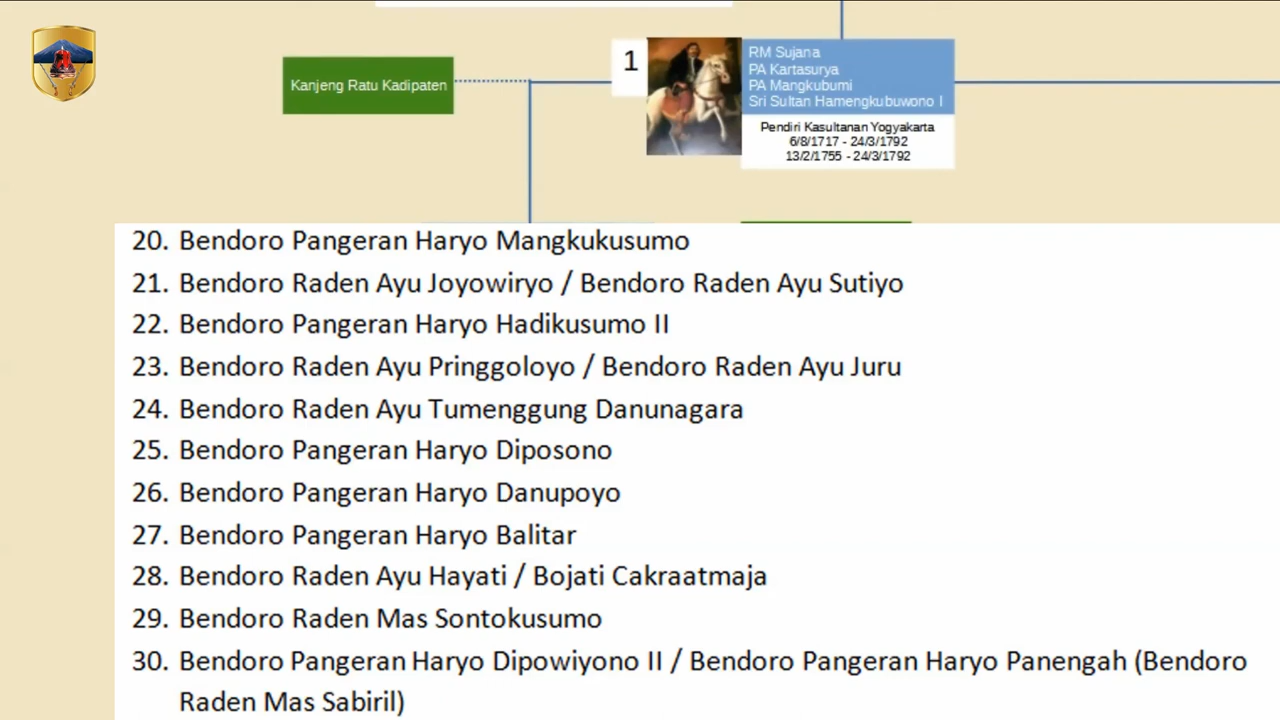 Kanjeng Ratu Kadipaten
1
RM Sujana
PA Kartasurya
PA Mangkubumi
Sri Sultan Hamengkubuwono I
Pendiri Kasultanan Yogyakarta
6/8/1717 - 24/3/1792
13/2/1755 - 24/3/1792
20. Bendoro Pangeran Haryo Mangkukusumo
21. Bendoro Raden Ayu Joyowiryo / Bendoro Raden Ayu Sutiyo
22. Bendoro Pangeran Haryo Hadikusumo II
23. Bendoro Raden Ayu Pringgoloyo / Bendoro Raden Ayu Juru
24. Bendoro Raden Ayu Tumenggung Danunagara
25. Bendoro Pangeran Haryo Diposono
26. Bendoro Pangeran Haryo Danupoyo
27. Bendoro Pangeran Haryo Balitar
28. Bendoro Raden Ayu Hayati / Bojati Cakraatmaja
29. Bendoro Raden Mas Sontokusumo
30. Bendoro Pangeran Haryo Dipowiyono II / Bendoro Pangeran Haryo Panengah (Bendoro
Raden Mas Sabiril)